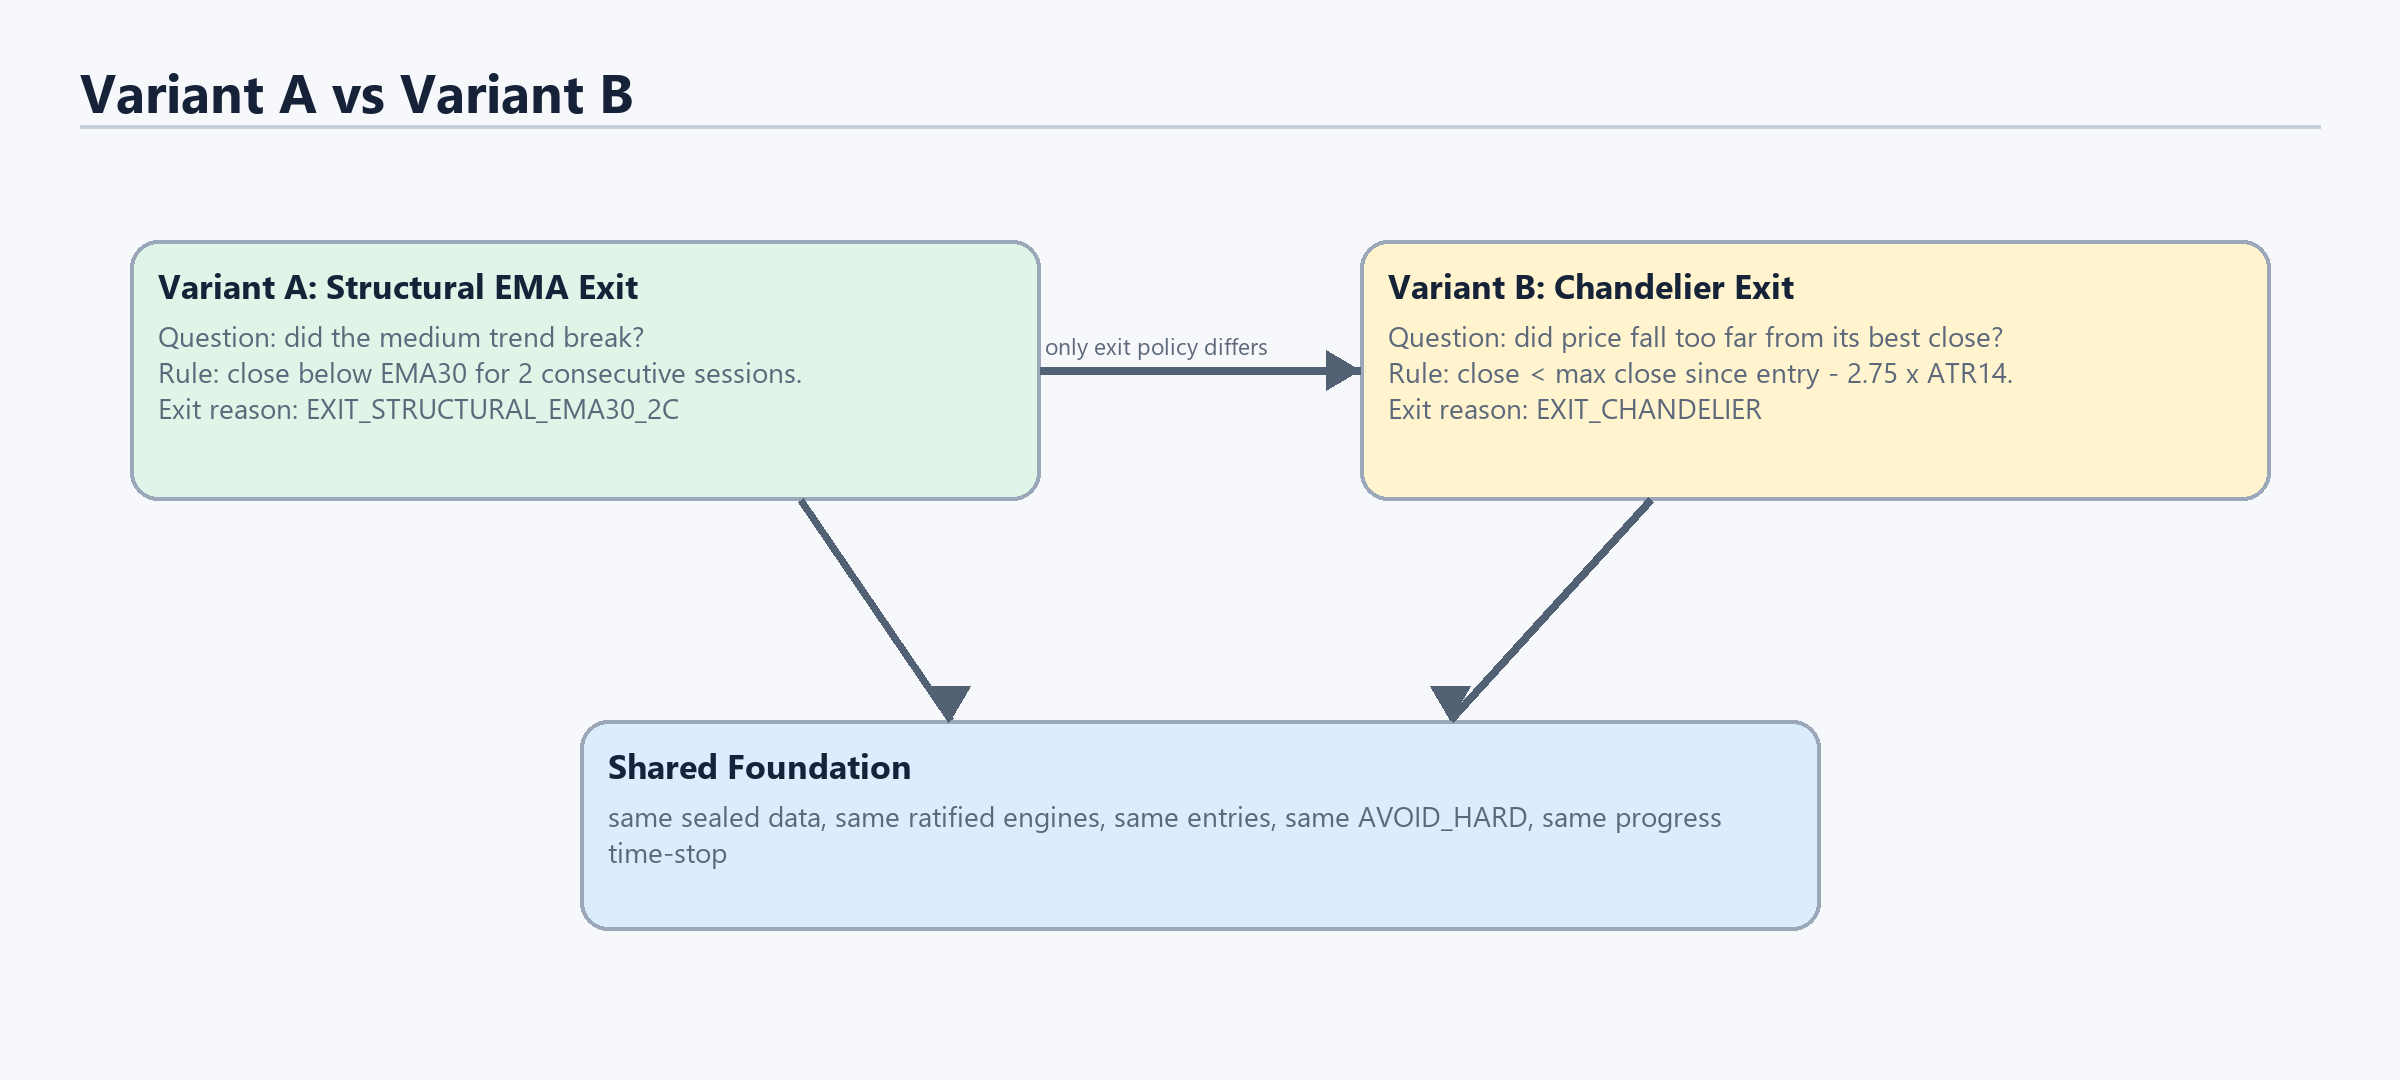 Variant A vs Variant B
Variant A: Structural EMA Exit
Question: did the medium trend break?
Rule: close below EMA30 for 2 consecutive sessions.
Exit reason: EXIT_STRUCTURAL_EMA30_2C
only exit policy differs
Variant B: Chandelier Exit
Question: did price fall too far from its best close?
Rule: close < max close since entry - 2.75 x ATR14.
Exit reason: EXIT_CHANDELIER
Shared Foundation
same sealed data, same ratified engines, same entries, same AVOID_HARD, same progress
time-stop